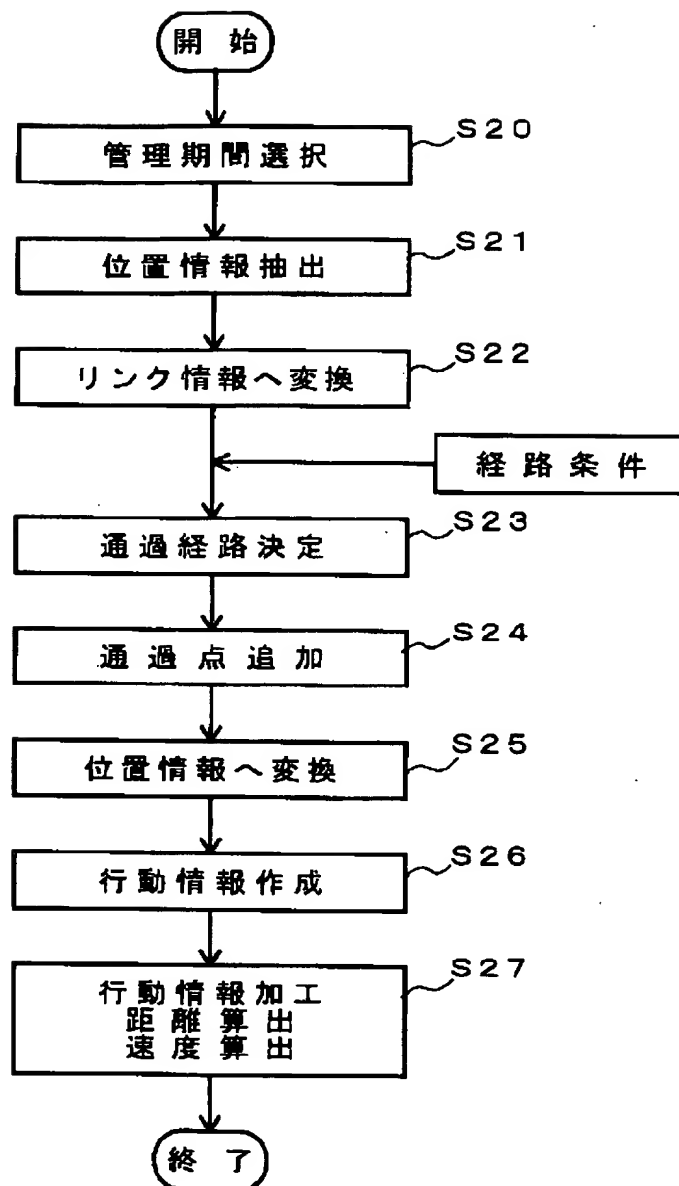 開始
S20
管理期間選択
S21
位置情報抽出
S22
リンク情報へ変換
経路条件
S23
通過経路決定
S24
通過点追加
S25
位置情報へ変換
S26
行動情報作成
S27
行動情報加工
距離算出
速度算出
終了